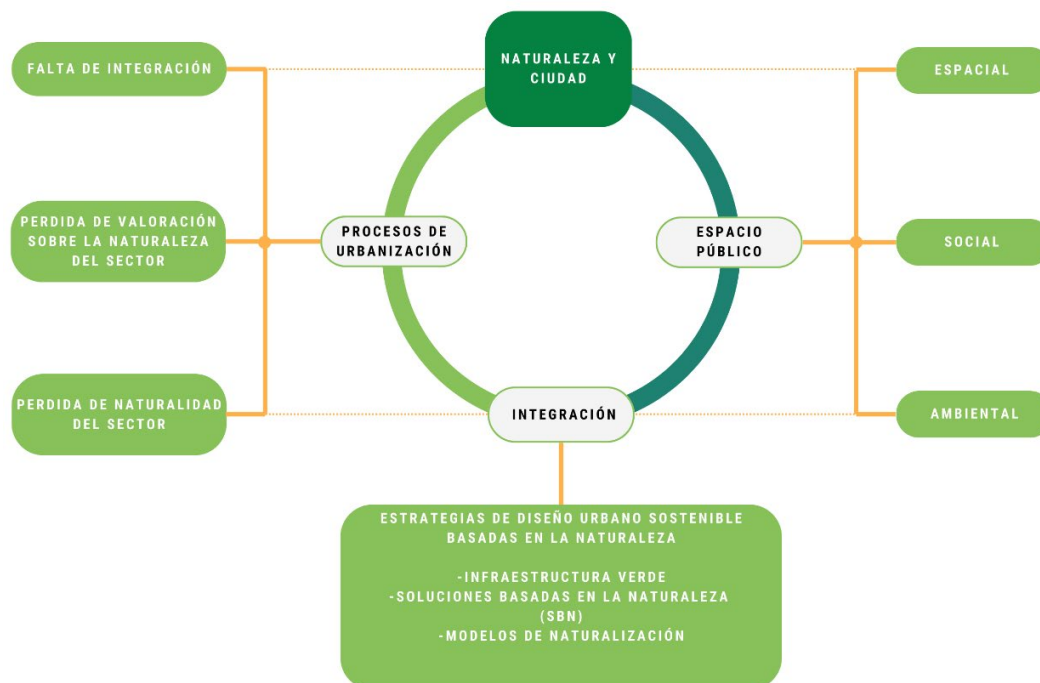 NATURALEZA Y
CIUDAD
FALTA DE INTEGRACIÓN
ESPACIAL
PERDIDA DE VALORACIÓN
SOBRE LA NATURALEZA
DEL SECTOR
PROCESOS DE
URBANIZACIÓN
ESPACIO
PÚBLICO
SOCIAL
PERDIDA DE NATURALIDAD
DEL SECTOR
INTEGRACIÓN
AMBIENTAL
ESTRATEGIAS DE DISEÑO URBANO SOSTENIBLE
BASADAS EN LA NATURALEZA
-INFRAESTRUCTURA VERDE
-SOLUCIONES BASADAS EN LA NATURALEZA
(SBN)
-MODELOS DE NATURALIZACIÓN